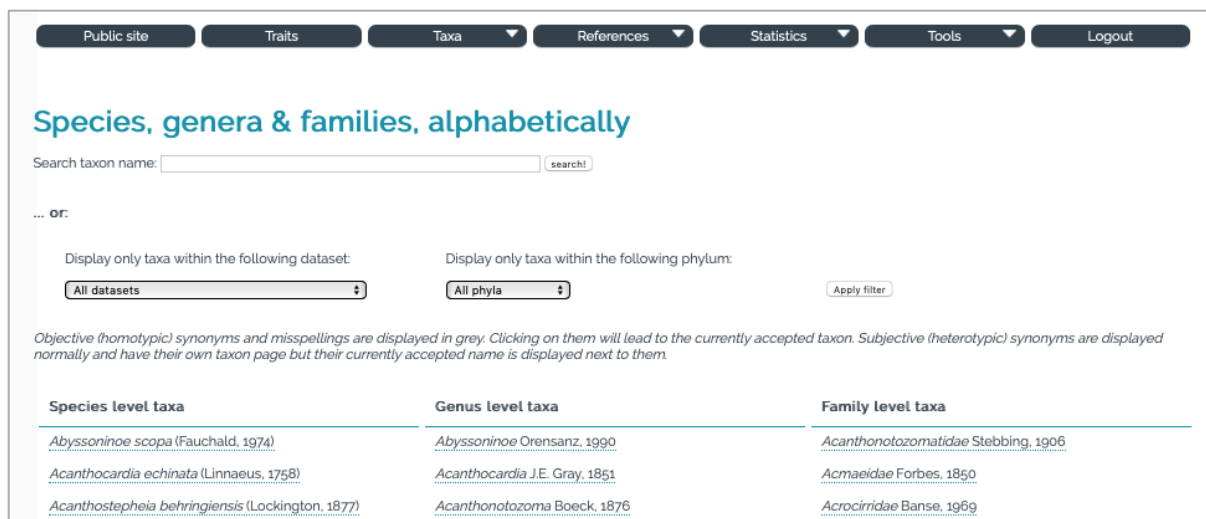 Public site Traits Taxa References Statistics Tools Logout
Species, genera & families, alphabetically
Search taxon name: search!
... or:
Display only taxa within the following dataset: Display only taxa within the following phylum:
All datasets All phyla Apply filter
Objective (homotypic) synonyms and misspellings are displayed in grey. Clicking on them will lead to the currently accepted taxon. Subjective (heterotypic) synonyms are displayed
normally and have their own taxon page but their currently accepted name is displayed next to them.
Species level taxa Genus level taxa Family level taxa
Abyssoninoe scopa (Fauchald, 1974) Abyssoninoe Orensanz, 1990 Acanthonotozomatidae Stebbing, 1906
Acanthocardia echinata (Linnaeus, 1758) Acanthocardia J.E. Gray, 1851 Acmaeidae Forbes, 1850
Acanthostepheia behringiensis (Lockington, 1877) Acanthonotozoma Boeck, 1876 Acrocirridae Banse, 1969